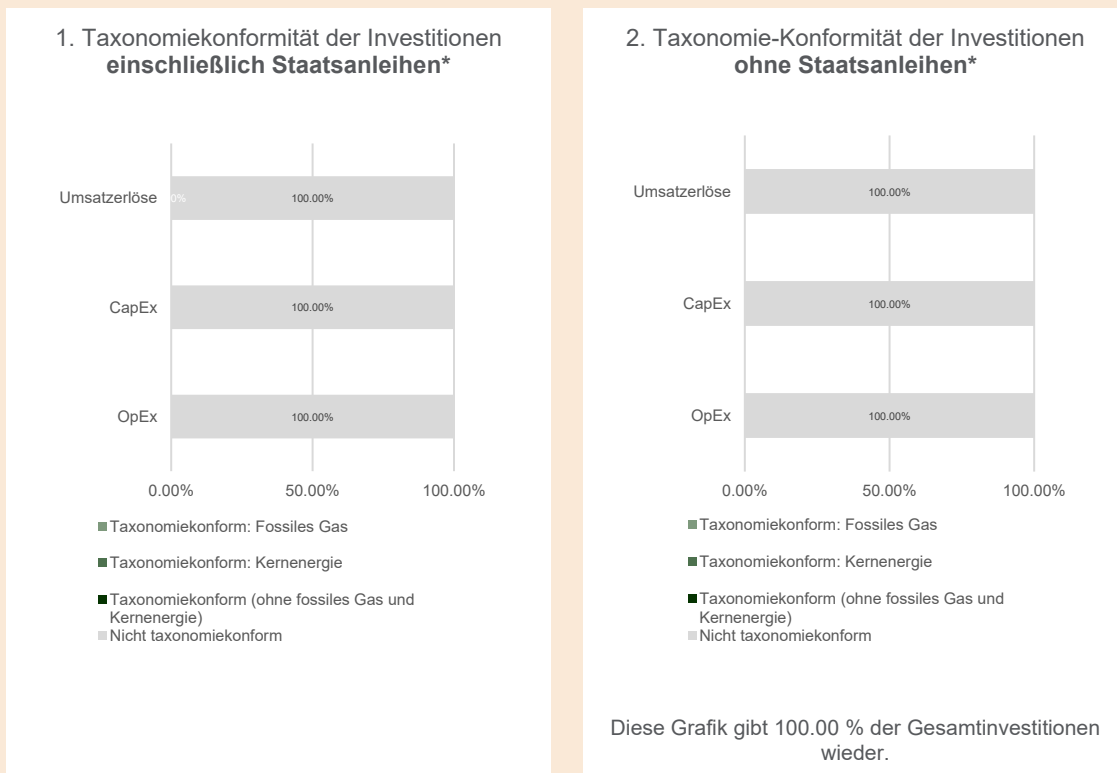 1. Taxonomiekonformität der Investitionen
einschließlich Staatsanleihen*
Umsatzerlöse
0%
100.00%
CapEx
100.00%
OpEx
100.00%
0.00%
50.00%
100.00%
Taxonomiekonform: Fossiles Gas
Taxonomiekonform: Kernenergie
Taxonomiekonform (ohne fossiles Gas und
Kernenergie)
Nicht taxonomiekonform
2. Taxonomie-Konformität der Investitionen
ohne Staatsanleihen*
Umsatzerlöse
100.00%
CapEx
100.00%
OpEx
100.00%
0.00%
50.00%
100.00%
Taxonomiekonform: Fossiles Gas
Taxonomiekonform: Kernenergie
Taxonomiekonform (ohne fossiles Gas und
Kernenergie)
Nicht taxonomiekonform
Diese Grafik gibt 100.00 % der Gesamtinvestitionen
wieder.